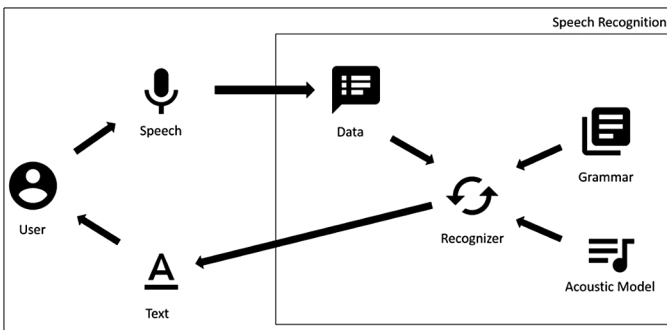 Speech Recognition
Speech
Data
Grammar
User
Recognizer
Acoustic Model
Text